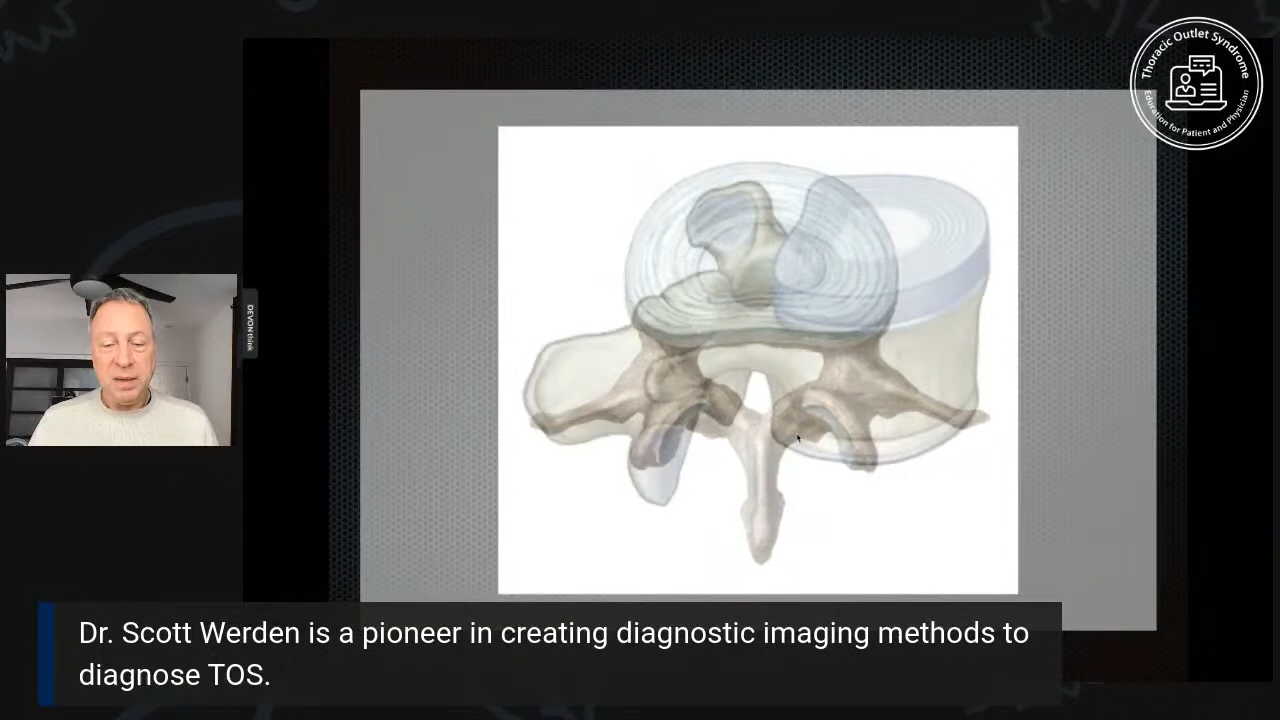 Thoracic Outlet Syndrome
Education for Patient and Physician
DEVONthink
Dr. Scott Werden is a pioneer in creating diagnostic imaging methods to
diagnose TOS.